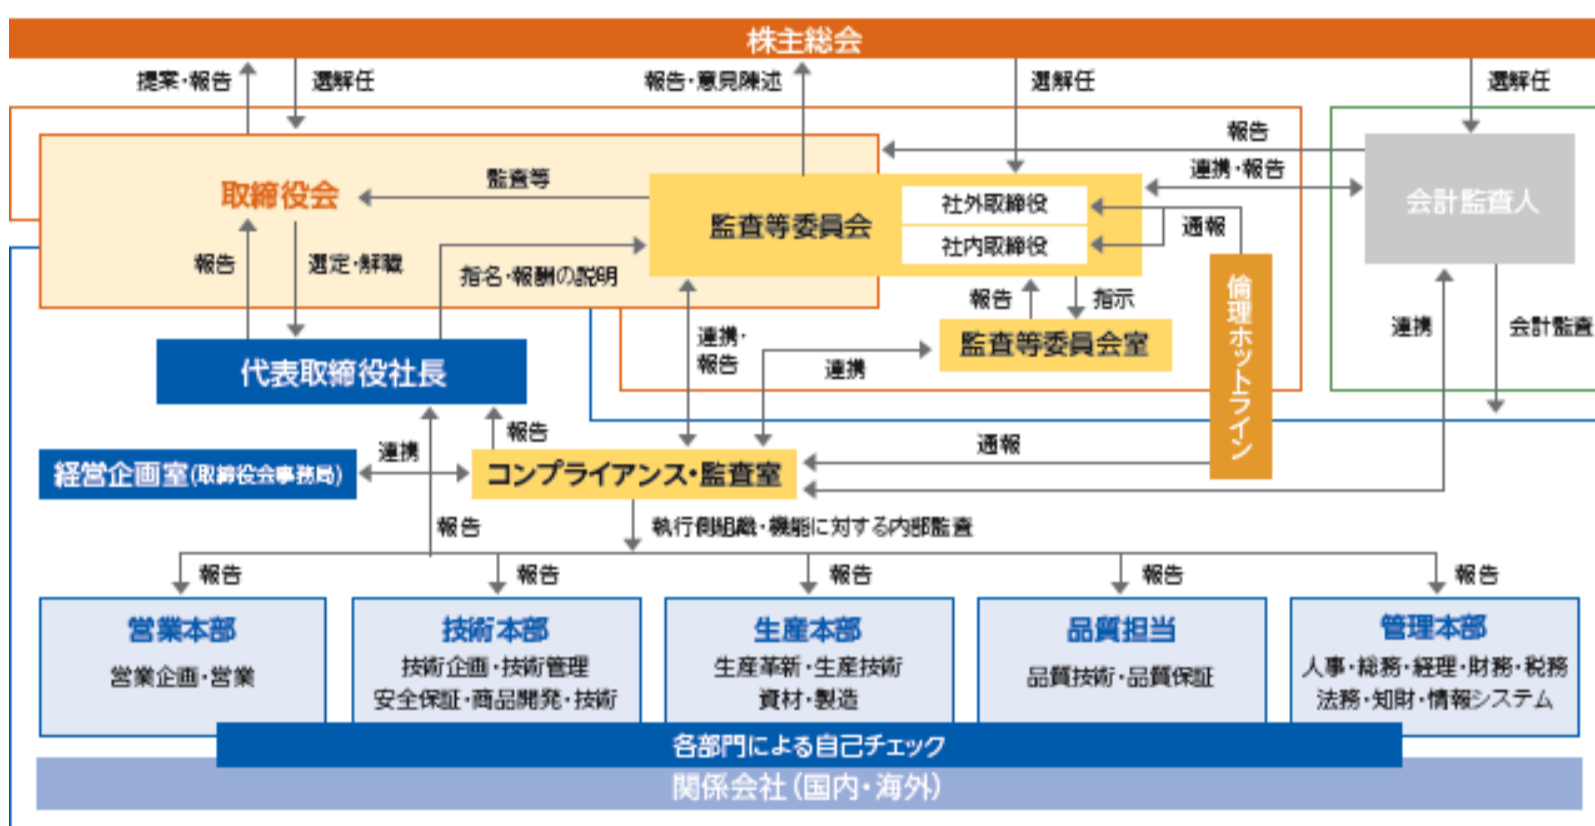 株主総会
提案・報告
選解任
報告・意見陳述
選解任
選解任
報告
取締役会
監査等
監査等委員会
社外取締役
社内取締役
連携・報告
通報
会計監査人
報告
選定・解職
指名・報酬の説明
報告
指示
倫理ホットライン
代表取締役社長
連携・
報告
連携
監査等委員会室
連携
会計監査
報告
連携
通報
経営企画室(取締役会事務局)
コンプライアンス・監査室
報告
執行側組織・機能に対する内部監査
報告
報告
報告
報告
報告
営業本部
営業企画・営業
技術本部
技術企画・技術管理
安全保証・商品開発・技術
生産本部
生産革新・生産技術
資材・製造
品質担当
品質技術・品質保証
管理本部
人事・総務・経理・財務・税務
法務・知財・情報システム
各部門による自己チェック
関係会社(国内・海外)